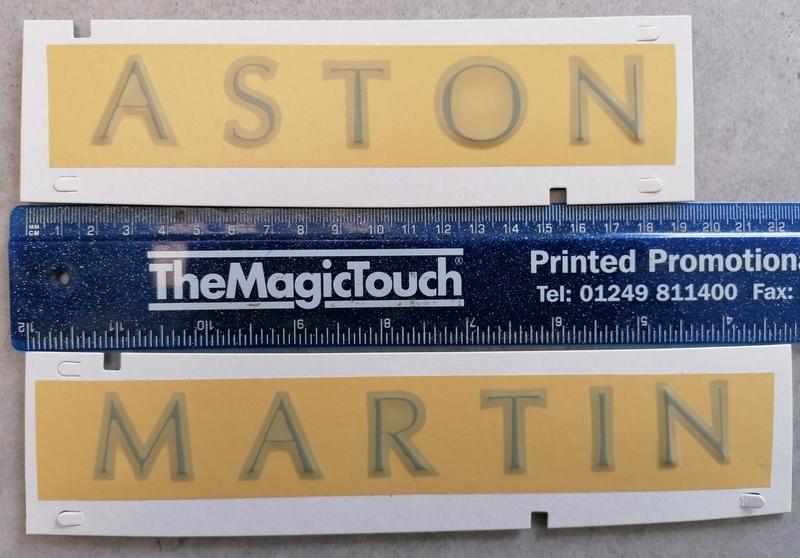 ASTON
MM
CM 1 2 3 4 5 6 7 8 9 10 11 12 13 14 15 16 17 18 19 20 21 22
TheMagicTouch®
Printed Promotiona
Tel: 01249 811400 Fax:
12 11 10 9 8 7 6 5 4
MARTIN